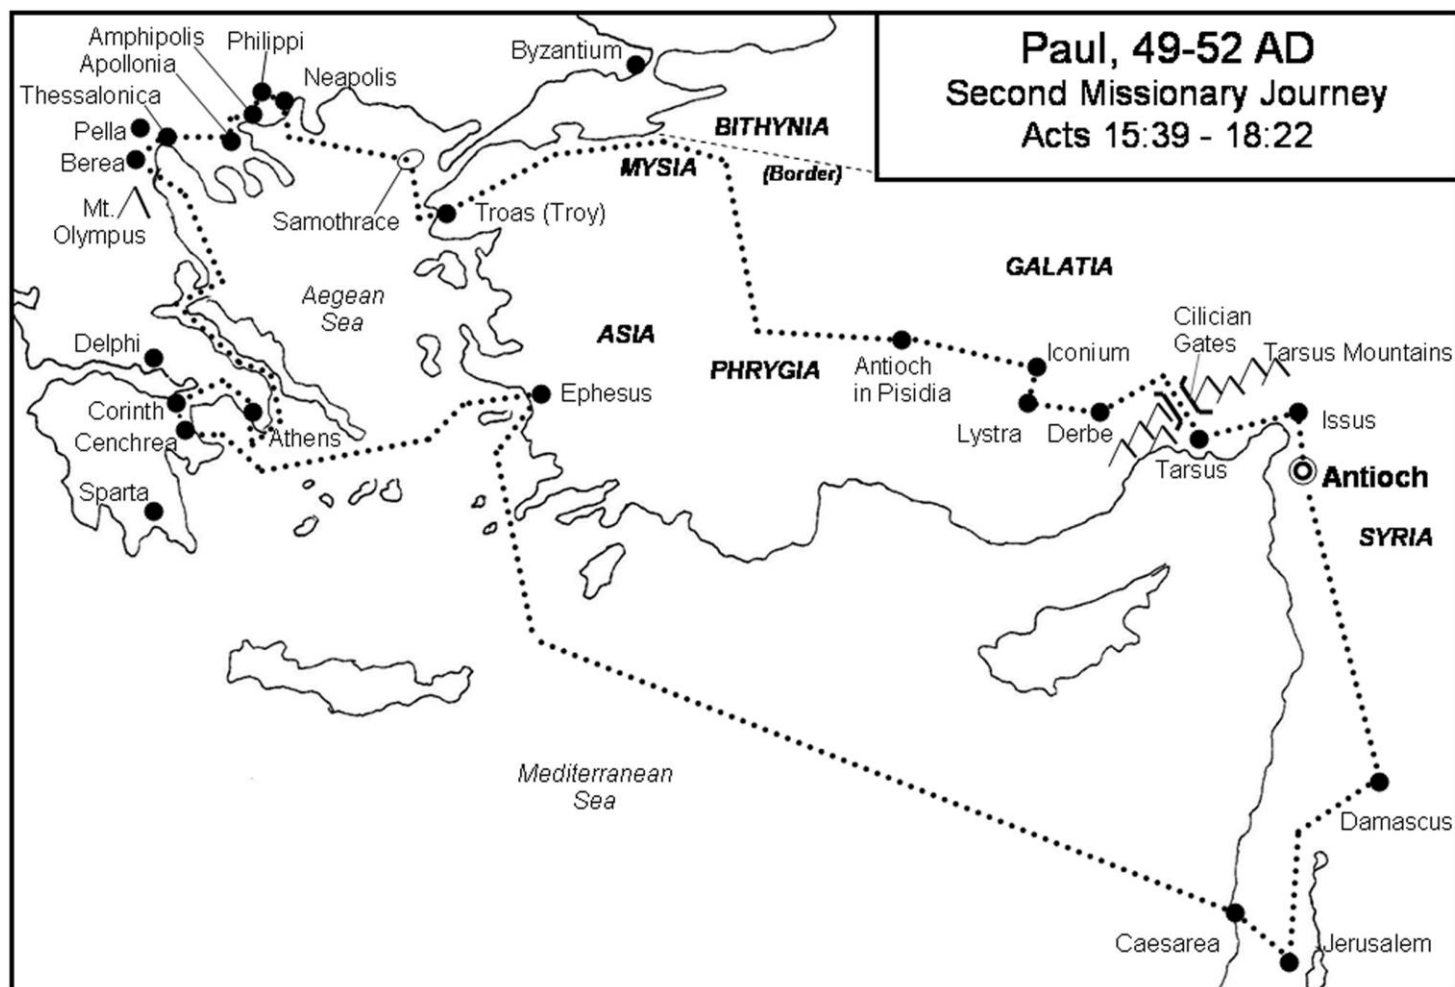 Paul, 49-52 AD
Second Missionary Journey
Acts 15:39 - 18:22
Amphipolis
Philippi
Apollonia
Neapolis
Thessalonica
Pella
Berea
Mt.
Olympus
Samothrace
Byzantium
BITHYNIA
MYSIA
(Border)
Troas (Troy)
Aegean
Sea
ASIA
GALATIA
PHRYGIA
Delphi
Corinth
Cenchrea
Athens
Sparta
Ephesus
Antioch
in Pisidia
Iconium
Lystra
Derbe
Cilician
Gates
Tarsus Mountains
Tarsus
Issus
Antioch
SYRIA
Mediterranean
Sea
Damascus
Caesarea
Jerusalem